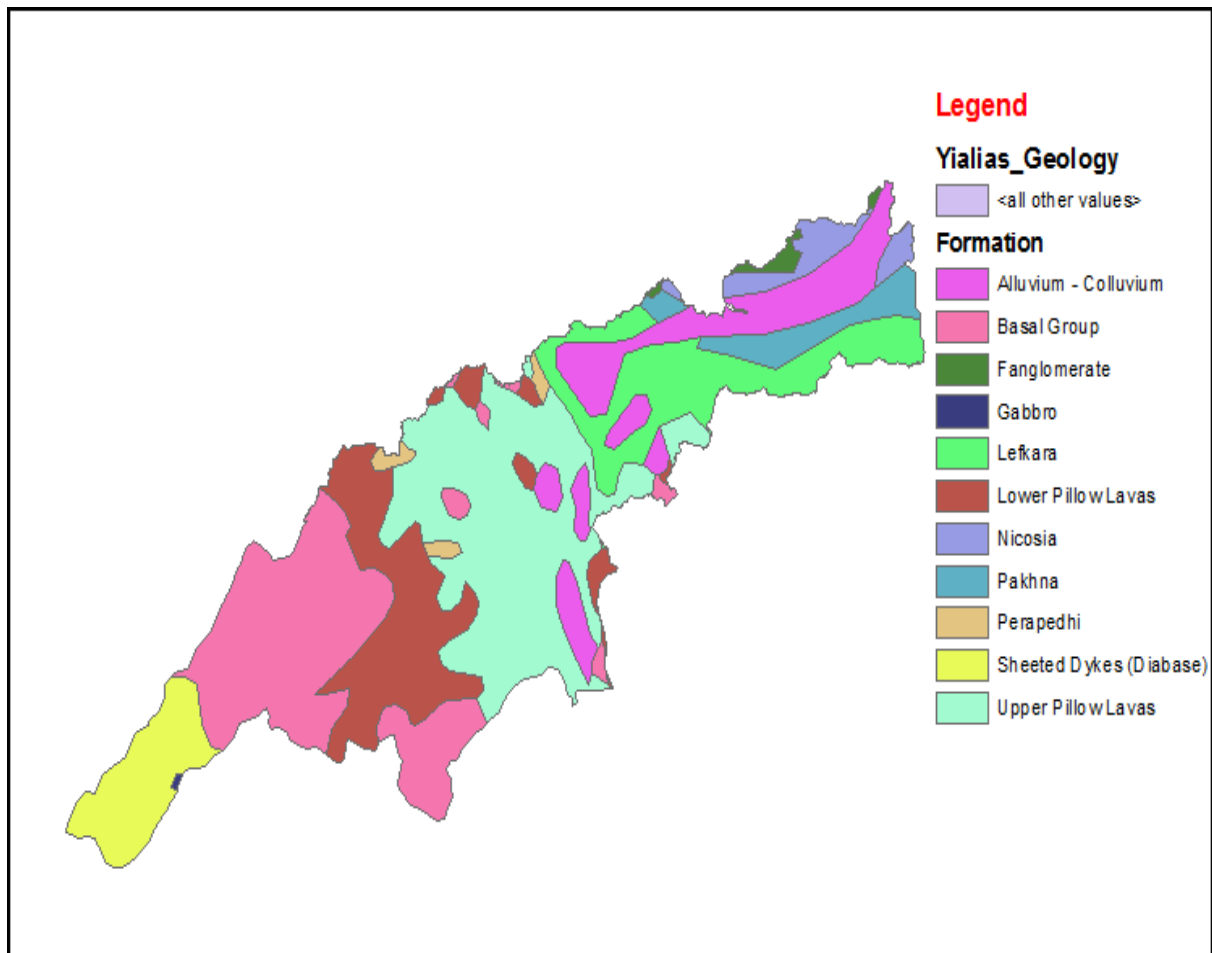 Legend
Yialias_Geology
<all other values>
Formation
Alluvium - Colluvium
Basal Group
Fanglomerate
Gabbro
Lefkara
Lower Pillow Lavas
Nicosia
Pakhna
Perapedhi
Sheeted Dykes (Diabase)
Upper Pillow Lavas